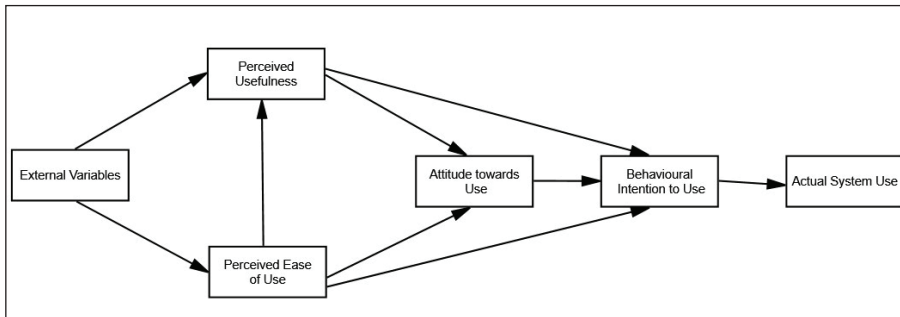 Perceived
Usefulness
External Variables
Attitude towards
Use
Behavioural
Intention to Use
Actual System Use
Perceived Ease
of Use